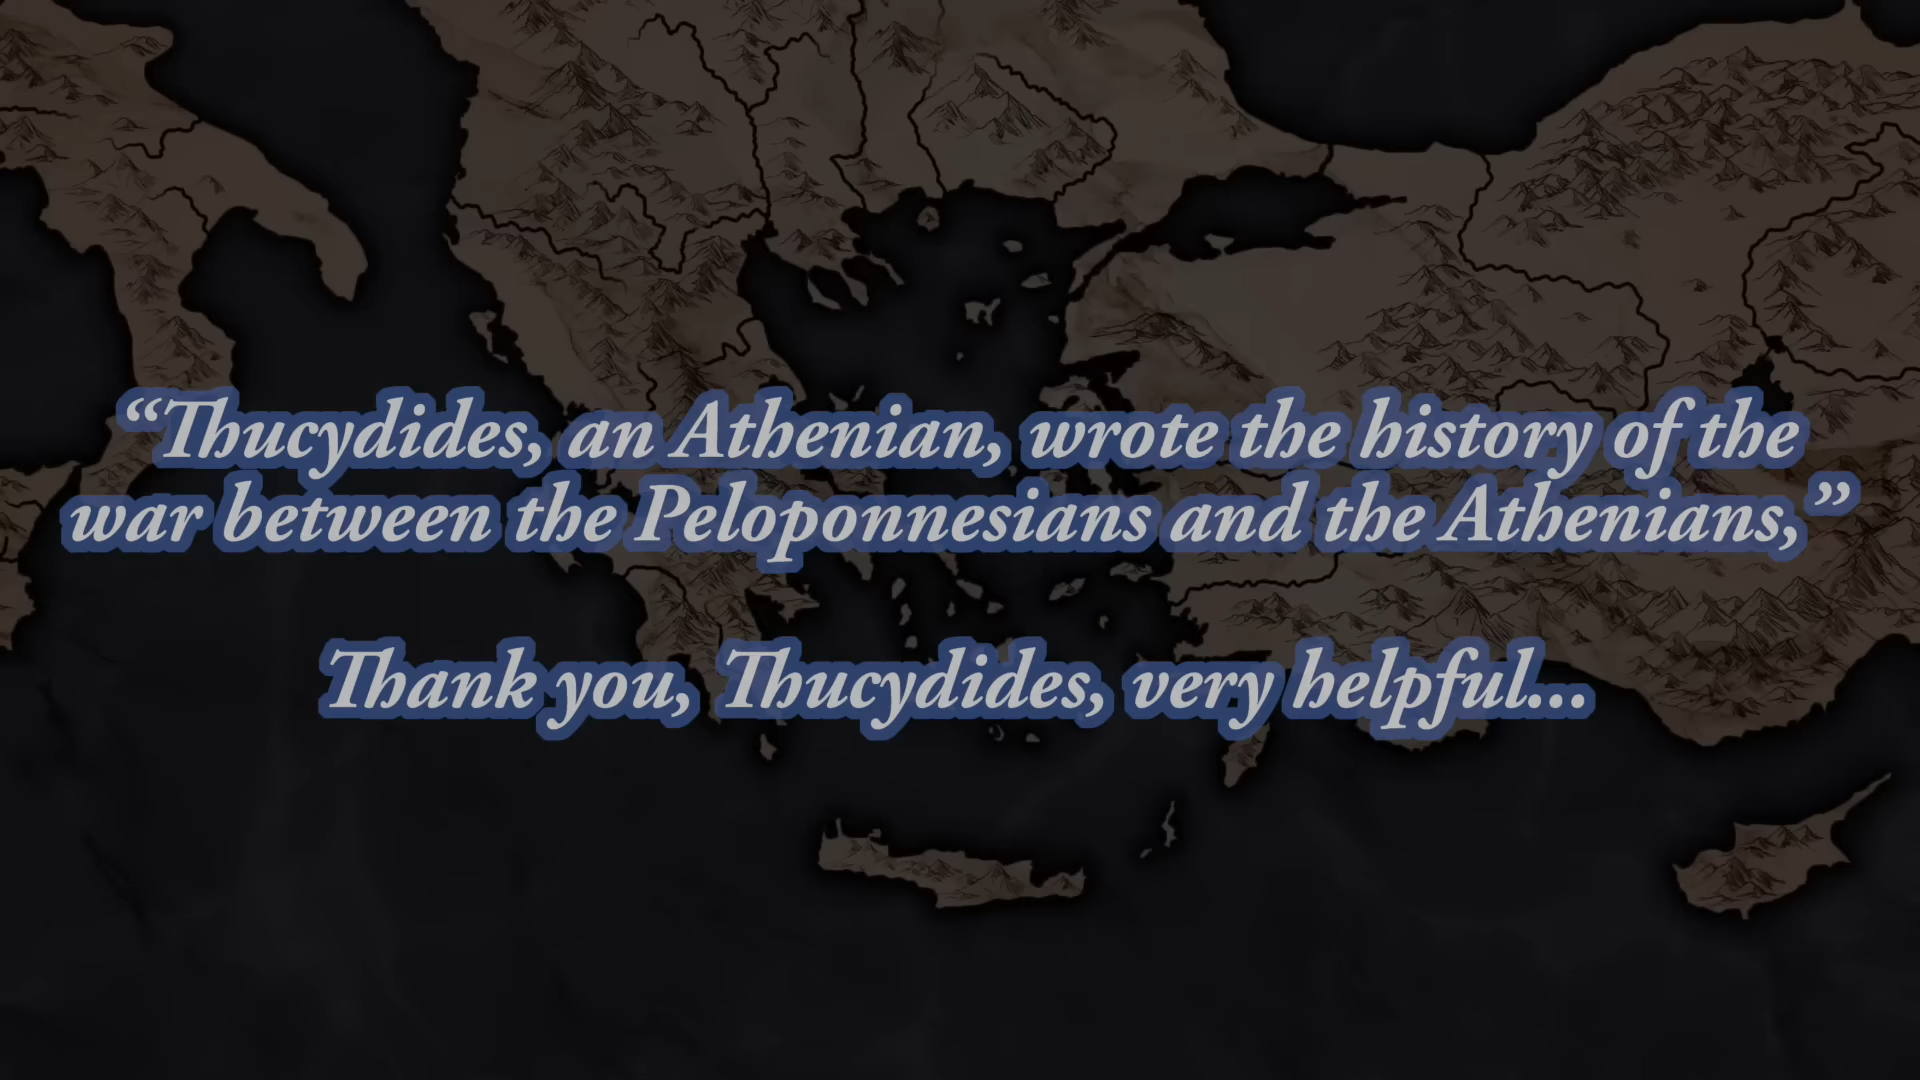 “Thucydides, an Athenian, wrote the history of the
war between the Peloponnesians and the Athenians,”
Thank you, Thucydides, very helpful...